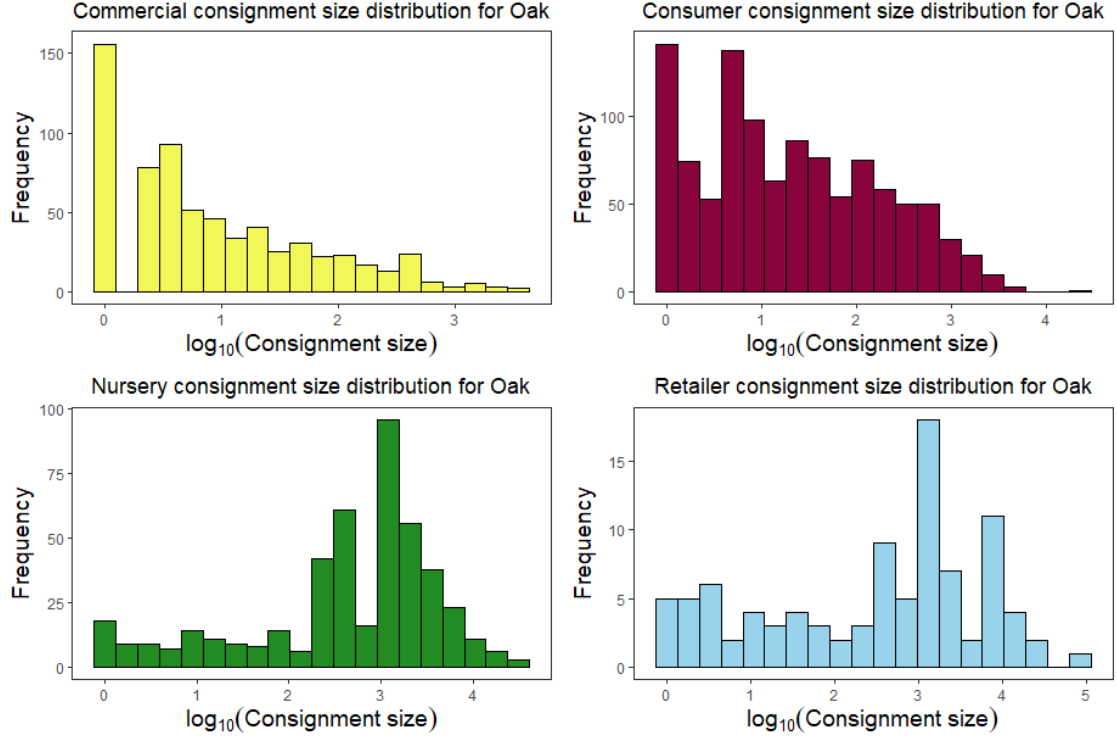 Commercial consignment size distribution for Oak
Frequency
150
100
50
0
0 1 2 3
log₁₀(Consignment size)
Consumer consignment size distribution for Oak
Frequency
100
50
0
0 1 2 3 4
log₁₀(Consignment size)
Nursery consignment size distribution for Oak
Frequency
100
75
50
25
0
0 1 2 3 4
log₁₀(Consignment size)
Retailer consignment size distribution for Oak
Frequency
15
10
5
0
0 1 2 3 4 5
log₁₀(Consignment size)